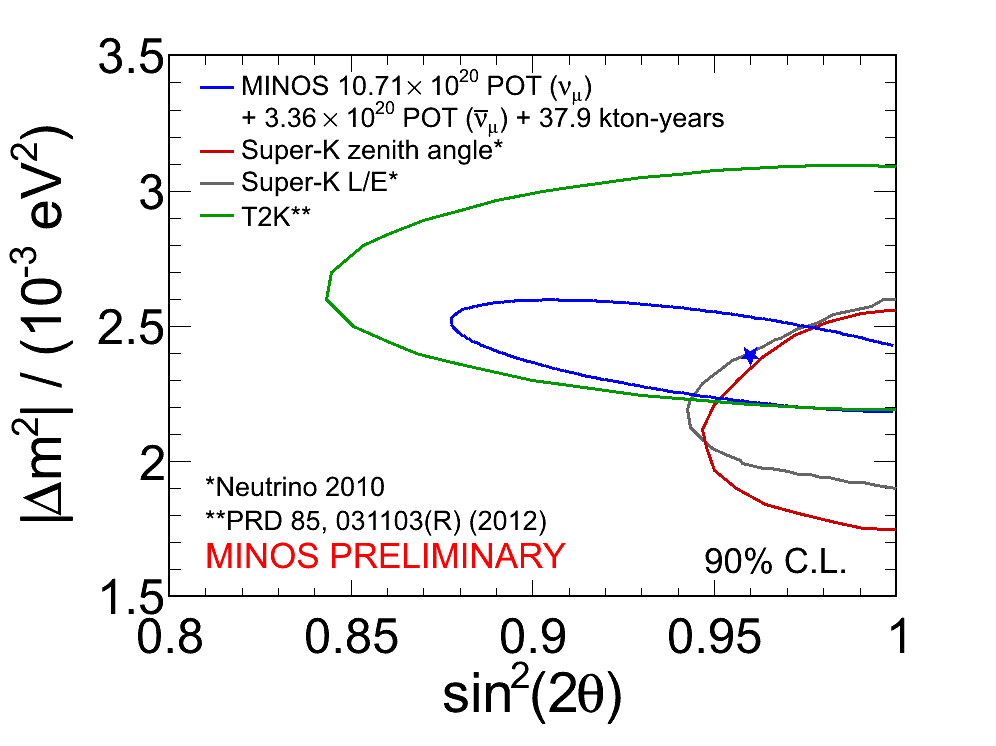 3.5
3
2.5
2
1.5
|Δm²| / (10⁻³ eV²)
MINOS 10.71× 10²⁰ POT (νμ)
+ 3.36 × 10²⁰ POT (ν̅μ) + 37.9 kton-years
Super-K zenith angle*
Super-K L/E*
T2K**
*Neutrino 2010
**PRD 85, 031103(R) (2012)
MINOS PRELIMINARY
90% C.L.
0.8 0.85 0.9 0.95 1
sin²(2θ)